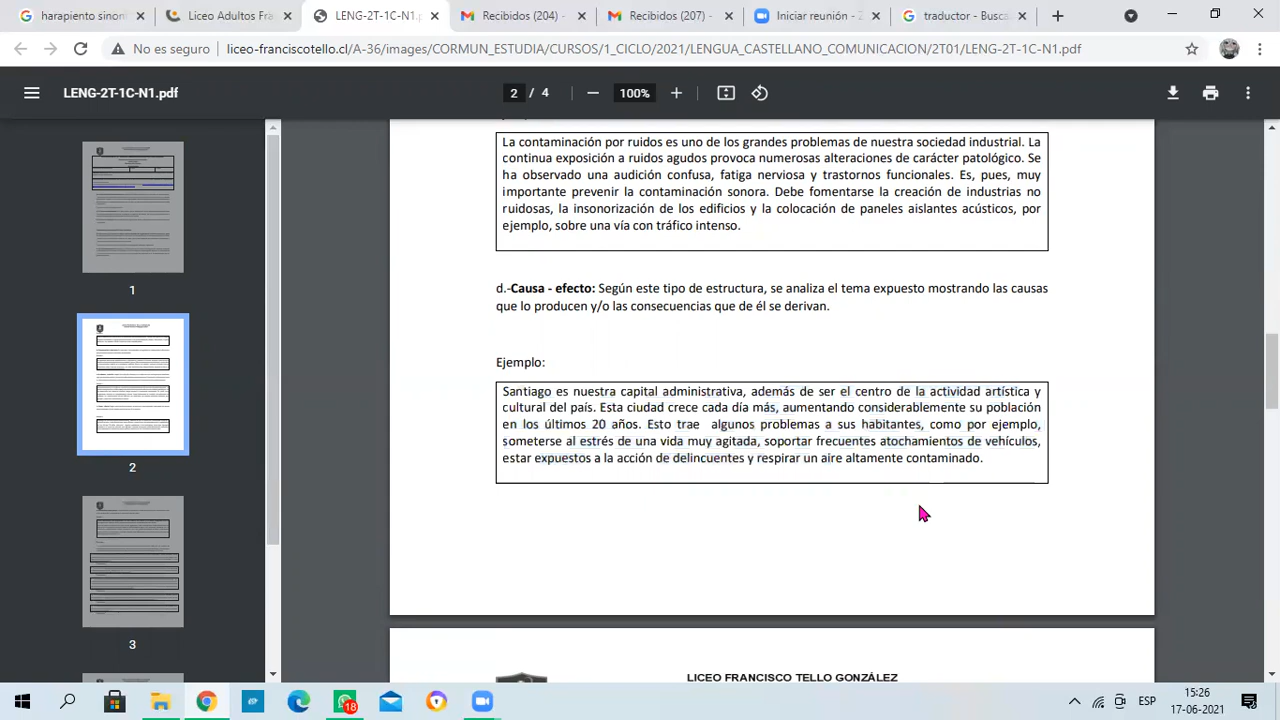 harapiento sinoni
Liceo Adultos Fra
LENG-2T-1C-N1.p
Recibidos (204) -
Recibidos (207) -
Iniciar reunión - Z
traductor - Busca
No es seguro
liceo-franciscotello.cl/A-36/images/CORMUN_ESTUDIA/CURSOS/1_CICLO/2021/LENGUA_CASTELLANO_COMUNICACION/2T01/LENG-2T-1C-N1.pdf
LENG-2T-1C-N1.pdf
2 / 4
100%
La contaminación por ruidos es uno de los grandes problemas de nuestra sociedad industrial. La
continua exposición a ruidos agudos provoca numerosas alteraciones de carácter patológico. Se
ha observado una audición confusa, fatiga nerviosa y trastornos funcionales. Es, pues, muy
importante prevenir la contaminación sonora. Debe fomentarse la creación de industrias no
ruidosas, la insonorización de los edificios y la colocación de paneles aislantes acústicos, por
ejemplo, sobre una vía con tráfico intenso.
d.-Causa - efecto: Según este tipo de estructura, se analiza el tema expuesto mostrando las causas
que lo producen y/o las consecuencias que de él se derivan.
Ejemplo:
Santiago es nuestra capital administrativa, además de ser el centro de la actividad artística y
cultural del país. Esta ciudad crece cada día más, aumentando considerablemente su población
en los últimos 20 años. Esto trae algunos problemas a sus habitantes, como por ejemplo,
someterse al estrés de una vida muy agitada, soportar frecuentes atochamientos de vehículos,
estar expuestos a la acción de delincuentes y respirar un aire altamente contaminado.
LICEO FRANCISCO TELLO GONZÁLEZ
1
2
3
18
ESP
15:26
17-06-2021